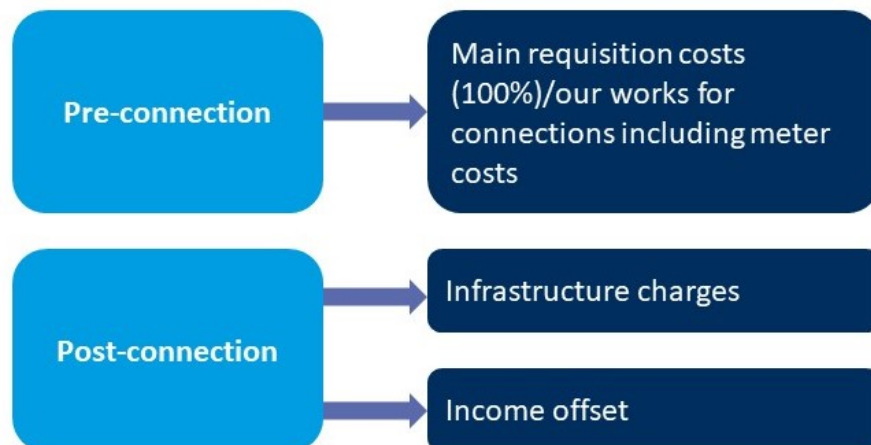 Pre-connection
Main requisition costs
(100%)/our works for
connections including meter
costs
Post-connection
Infrastructure charges
Income offset